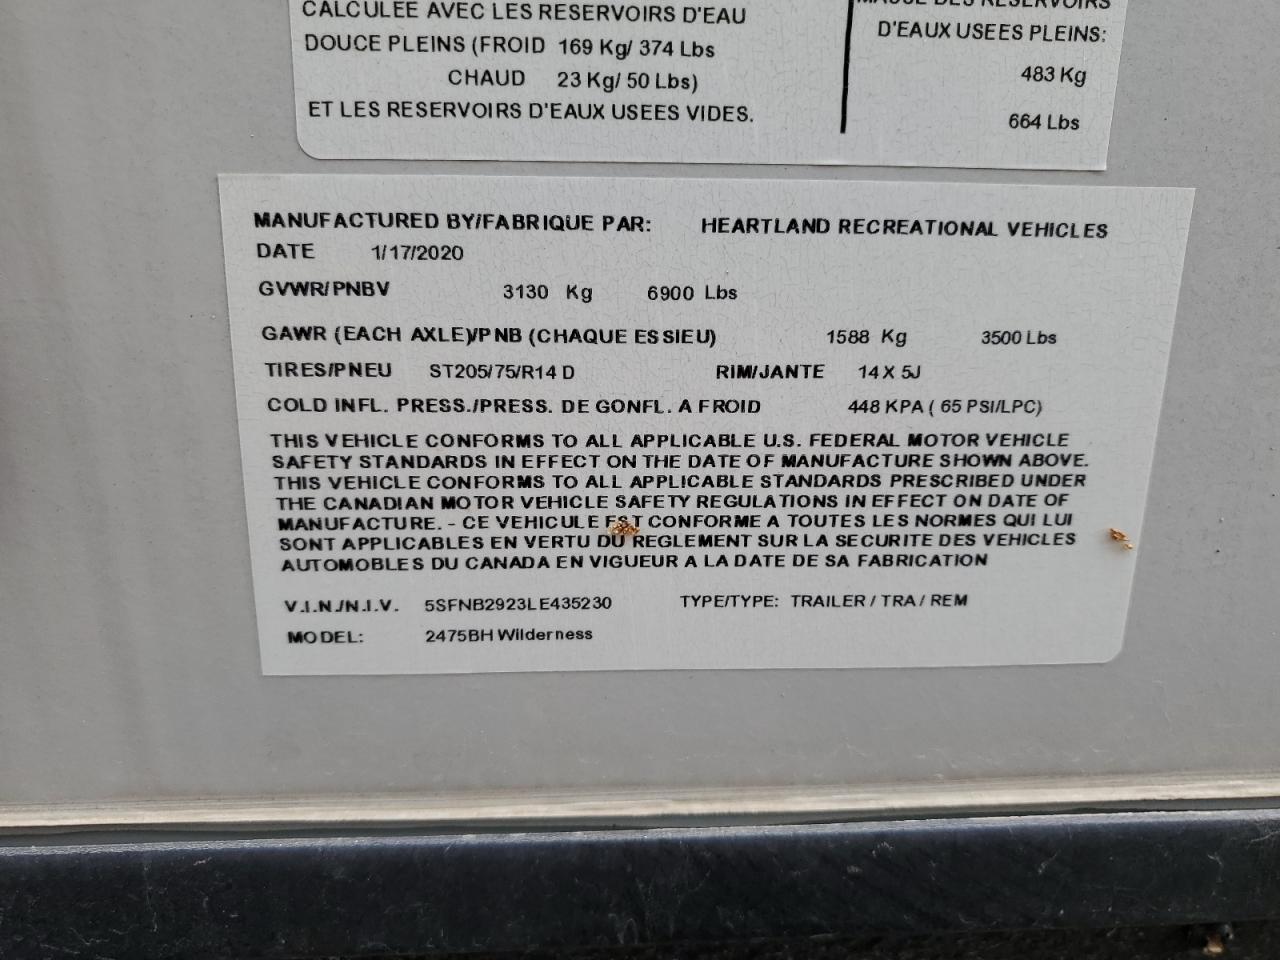 CALCULEE AVEC LES RESERVOIRS D'EAU
DOUCE PLEINS (FROID 169 Kg/ 374 Lbs
CHAUD 23 Kg/ 50 Lbs)
ET LES RESERVOIRS D'EAUX USEES VIDES.
MASSE DES RESERVOIRS
D'EAUX USEES PLEINS:
483 Kg
664 Lbs
MANUFACTURED BY/FABRIQUE PAR: HEARTLAND RECREATIONAL VEHICLES
DATE 1/17/2020
GVWR/PNBV 3130 Kg 6900 Lbs
GAWR (EACH AXLE)/PNB (CHAQUE ESSIEU) 1588 Kg 3500 Lbs
TIRES/PNEU ST205/75/R14 D RIM/JANTE 14 X 5J
COLD INFL. PRESS./PRESS. DE GONFL. A FROID 448 KPA ( 65 PSI/LPC)
THIS VEHICLE CONFORMS TO ALL APPLICABLE U.S. FEDERAL MOTOR VEHICLE
SAFETY STANDARDS IN EFFECT ON THE DATE OF MANUFACTURE SHOWN ABOVE.
THIS VEHICLE CONFORMS TO ALL APPLICABLE STANDARDS PRESCRIBED UNDER
THE CANADIAN MOTOR VEHICLE SAFETY REGULATIONS IN EFFECT ON DATE OF
MANUFACTURE. - CE VEHICULE EST CONFORME A TOUTES LES NORMES QUI LUI
SONT APPLICABLES EN VERTU DU REGLEMENT SUR LA SECURITE DES VEHICLES
AUTOMOBILES DU CANADA EN VIGUEUR A LA DATE DE SA FABRICATION
V.I.N./N.I.V. 5SFNB2923LE435230 TYPE/TYPE: TRAILER / TRA / REM
MODEL: 2475BH Wilderness